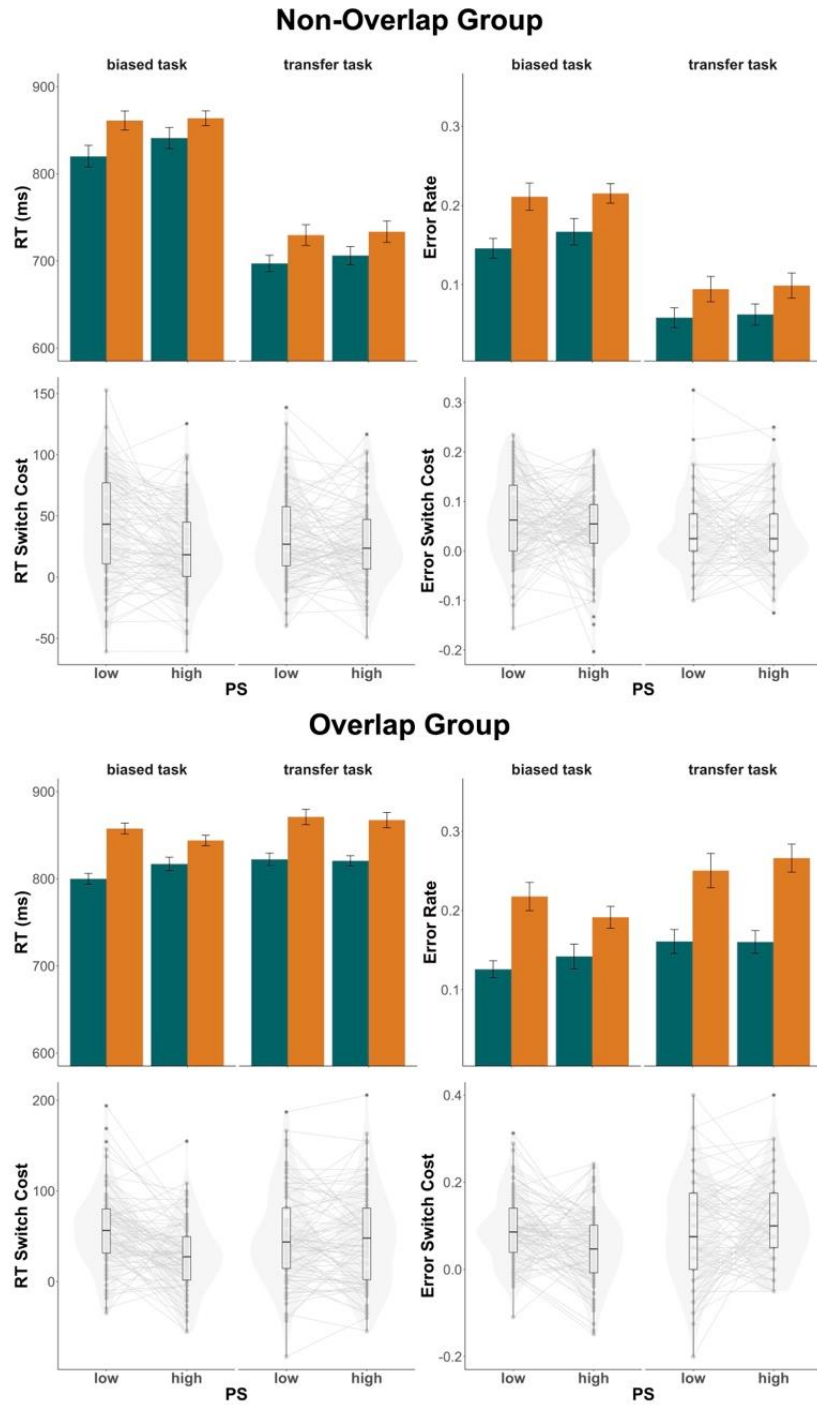 Non-Overlap Group
biased task transfer task biased task transfer task
900
800
700
600
RT (ms)
0.3
0.2
0.1
Error Rate
150
100
50
0
-50
RT Switch Cost
0.3
0.2
0.1
0.0
-0.1
-0.2
Error Switch Cost
low high low high low high low high
PS PS
Overlap Group
biased task transfer task biased task transfer task
900
800
700
600
RT (ms)
0.3
0.2
0.1
Error Rate
200
100
0
RT Switch Cost
0.4
0.2
0.0
-0.2
Error Switch Cost
low high low high low high low high
PS PS